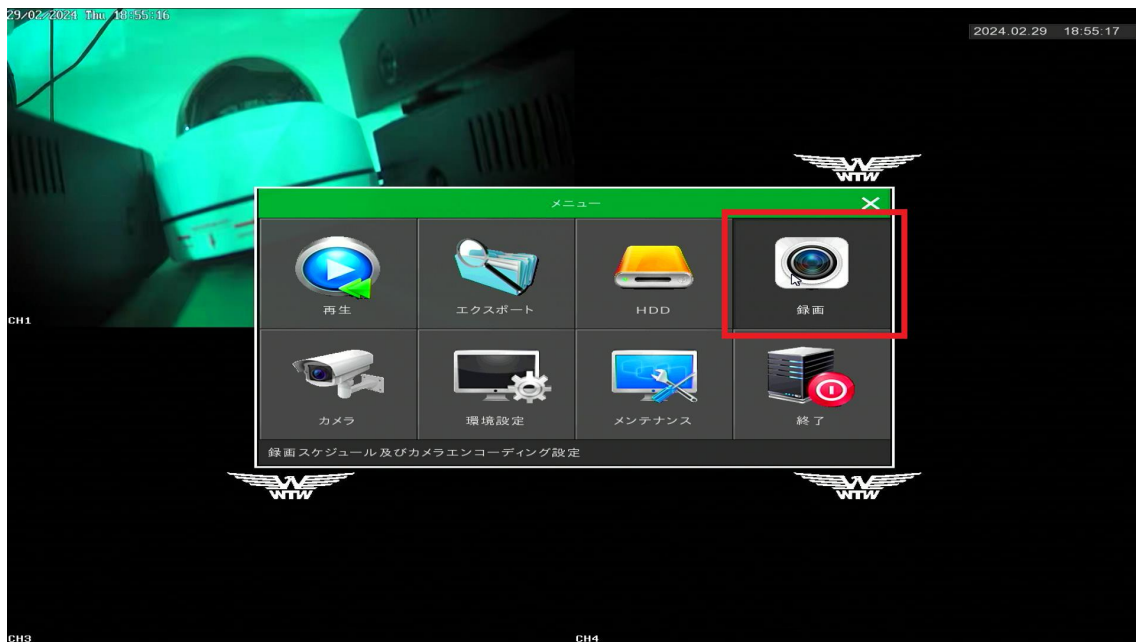 29/02/2024 Thu 18:55:16
2024.02.29 18:55:17
WTW
メニュー
再生
エクスポート
HDD
録画
CH1
カメラ
環境設定
メンテナンス
終了
録画スケジュール及びカメラエンコーディング設定
WTW
WTW
CH3
CH4